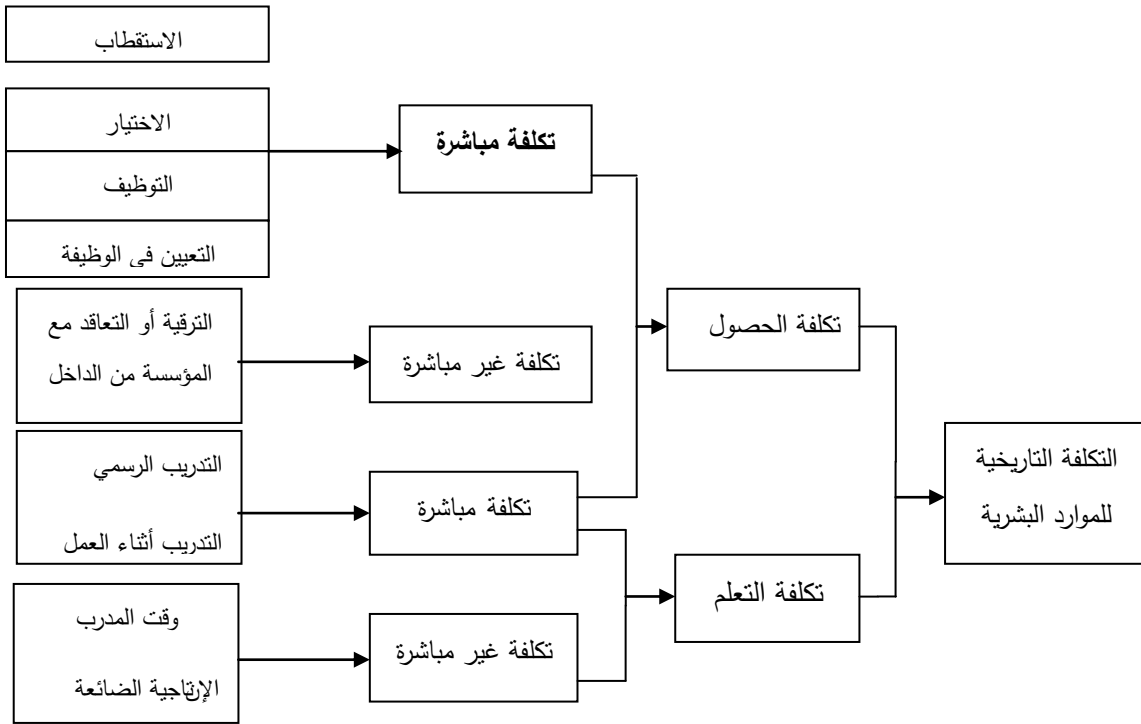 الاستقطاب
الاختيار
التوظيف
التعيين في الوظيفة
تكلفة مباشرة
الترقية أو التعاقد مع
المؤسسة من الداخل
تكلفة غير مباشرة
تكلفة الحصول
التكلفة التاريخية
للموارد البشرية
التدريب الرسمي
التدريب أثناء العمل
تكلفة مباشرة
تكلفة التعلم
وقت المدرب
الإنتاجية الضائعة
تكلفة غير مباشرة